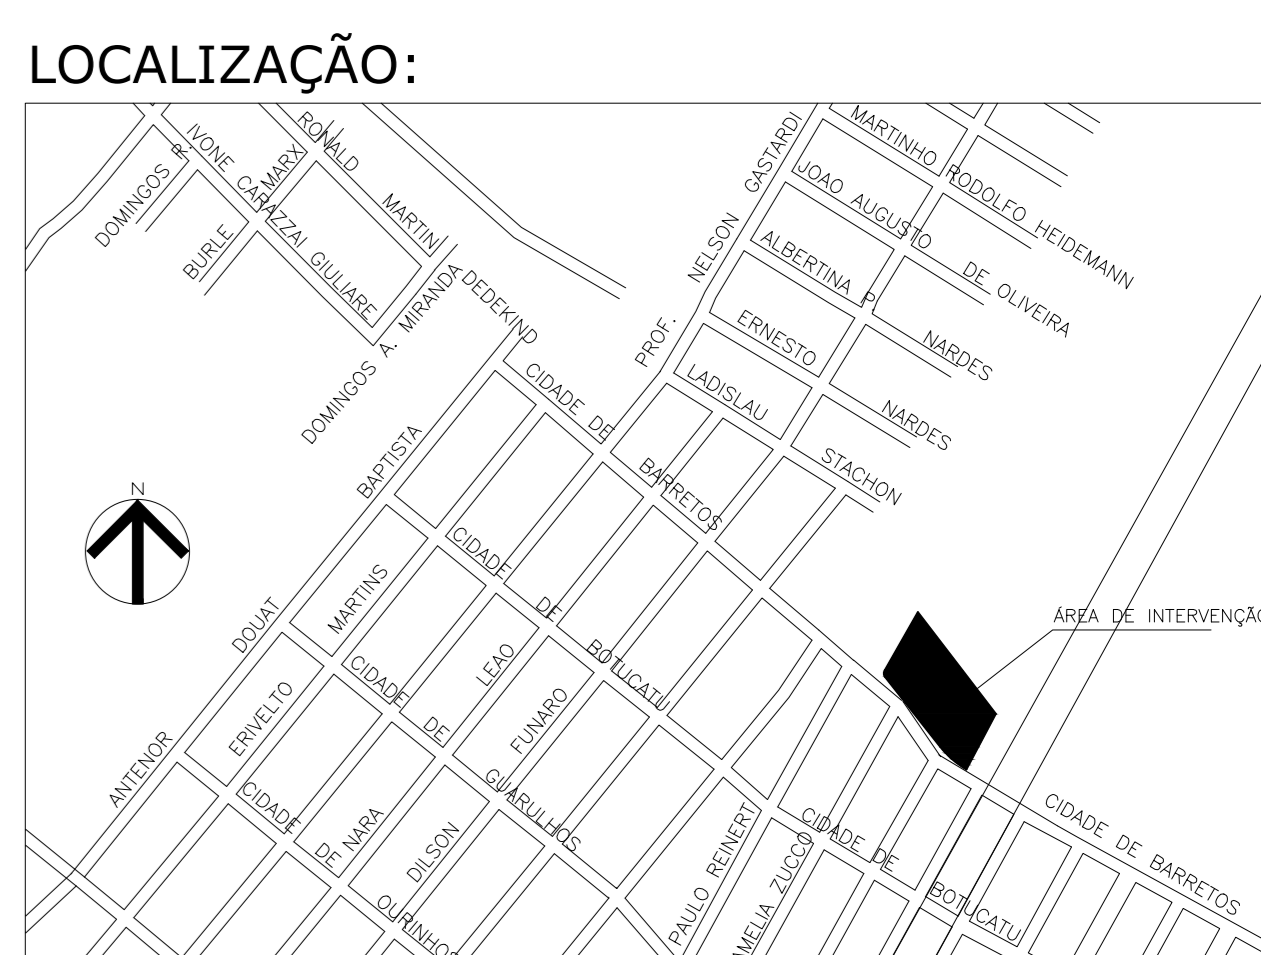 LOCALIZAÇÃO:
RONALD
MARTIN
DEDEKIND
IVONE CARAZZAI GIULIARE
DOMINGOS R.
BURLE MARX
DOMINGOS A. MIRANDA
PROF. NELSON GASTARDI
MARTINHO RODOLFO HEIDEMANN
JOAO AUGUSTO DE OLIVEIRA
ALBERTINA P. NARDES
ERNESTO NARDES
LADISLAU STACHON
CIDADE DE BARRETOS
ANTENOR DOUAT BAPTISTA
N
CIDADE DE BOTUCATU
ERIVELTO MARTINS
ÁREA DE INTERVENÇÃO
CIDADE DE GUARULHOS
NARA LEAO
DILSON FUNARO
CIDADE DE OURINHOS
PAULO REINERT
AMELIA ZUCCO
CIDADE DE BOTUCATU
CIDADE DE BARRETOS